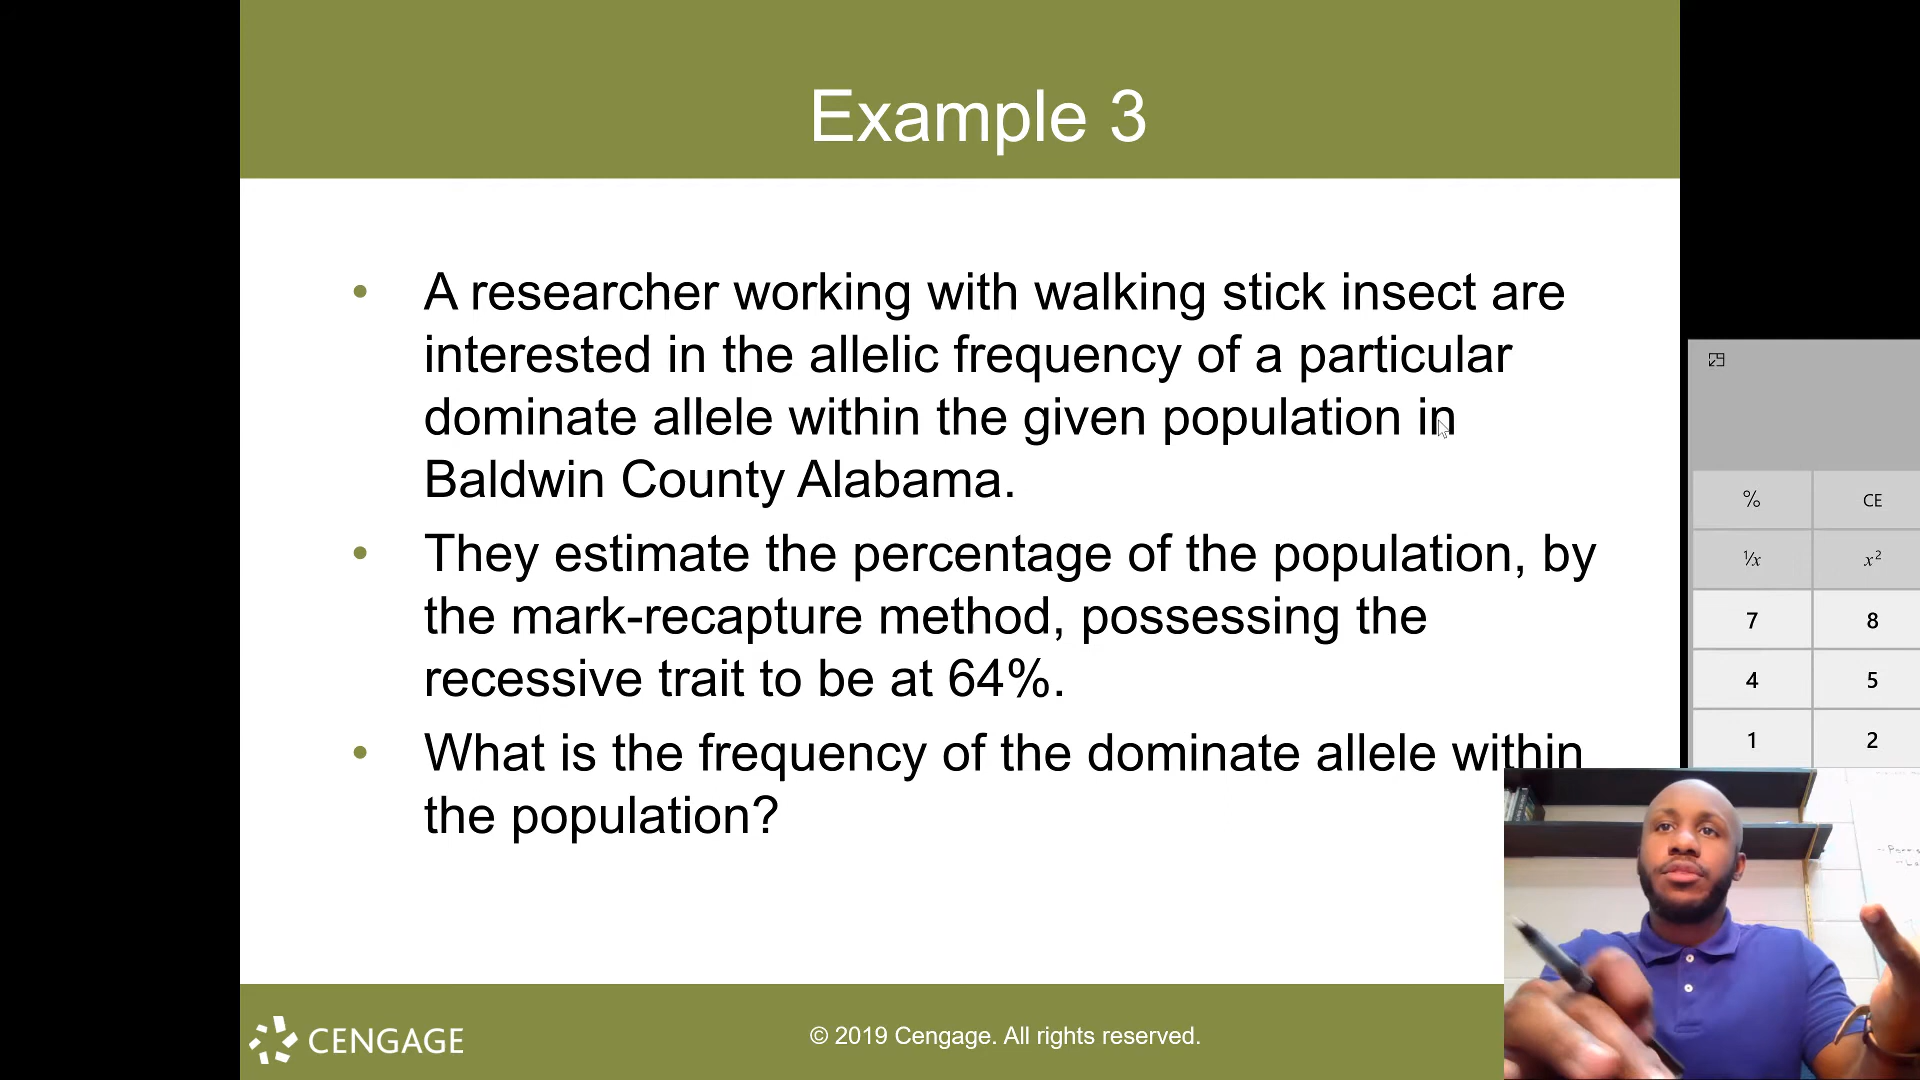 Example 3
• A researcher working with walking stick insect are
interested in the allelic frequency of a particular
dominate allele within the given population in
Baldwin County Alabama.
• They estimate the percentage of the population, by
the mark-recapture method, possessing the
recessive trait to be at 64%.
• What is the frequency of the dominate allele within
the population?
% CE
1/x x²
7 8
4 5
1 2
CENGAGE
© 2019 Cengage. All rights reserved.